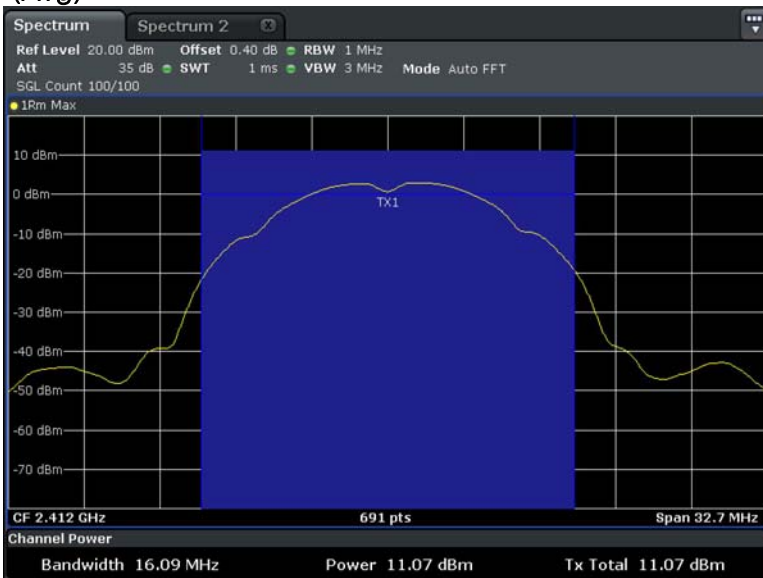 (Avg)
Spectrum Spectrum 2
Ref Level 20.00 dBm Offset 0.40 dB RBW 1 MHz
Att 35 dB SWT 1 ms VBW 3 MHz Mode Auto FFT
SGL Count 100/100
1Rm Max
10 dBm
0 dBm
TX1
-10 dBm
-20 dBm
-30 dBm
-40 dBm
-50 dBm
-60 dBm
-70 dBm
CF 2.412 GHz 691 pts Span 32.7 MHz
Channel Power
Bandwidth 16.09 MHz Power 11.07 dBm Tx Total 11.07 dBm